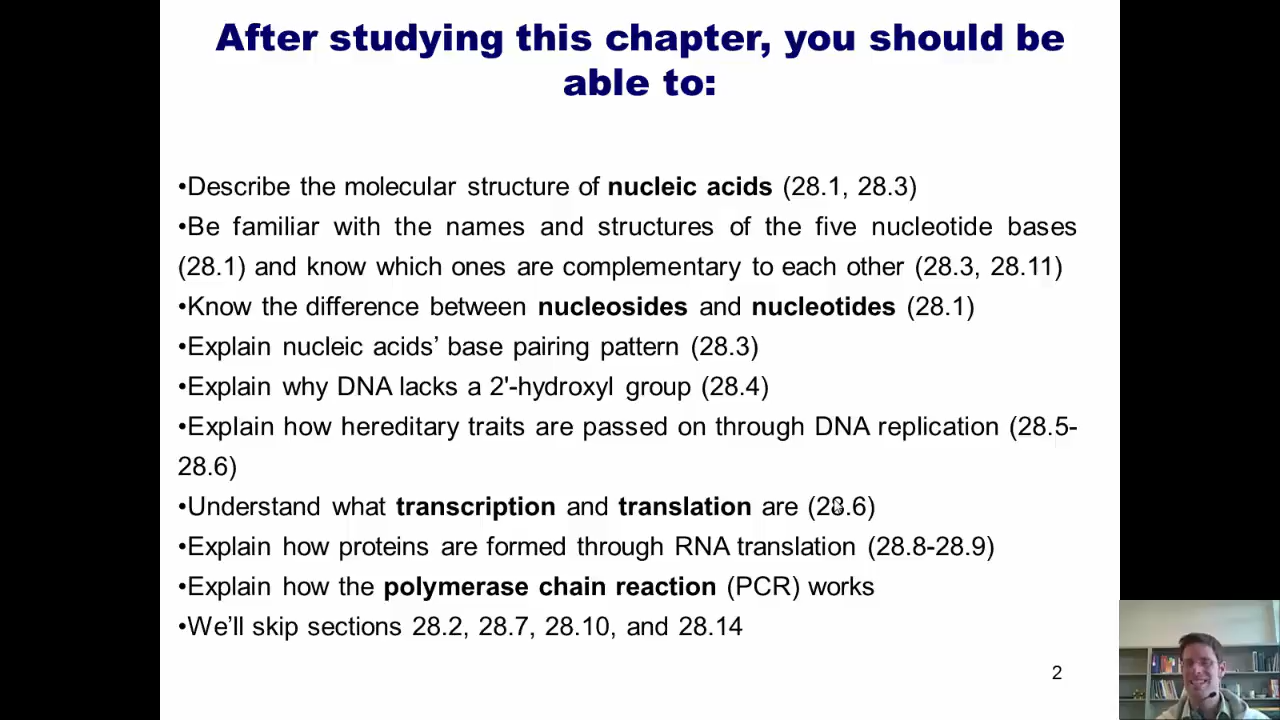 After studying this chapter, you should be
able to:
•Describe the molecular structure of nucleic acids (28.1, 28.3)
•Be familiar with the names and structures of the five nucleotide bases
(28.1) and know which ones are complementary to each other (28.3, 28.11)
•Know the difference between nucleosides and nucleotides (28.1)
•Explain nucleic acids’ base pairing pattern (28.3)
•Explain why DNA lacks a 2'-hydroxyl group (28.4)
•Explain how hereditary traits are passed on through DNA replication (28.5-
28.6)
•Understand what transcription and translation are (28.6)
•Explain how proteins are formed through RNA translation (28.8-28.9)
•Explain how the polymerase chain reaction (PCR) works
•We’ll skip sections 28.2, 28.7, 28.10, and 28.14
2